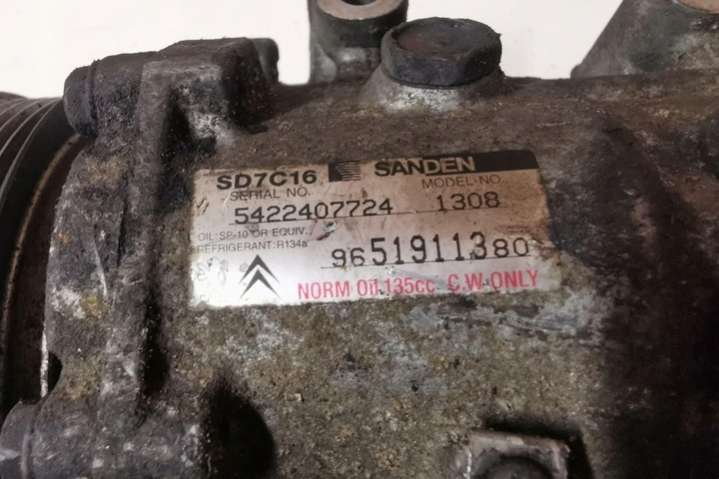 SD7C16 SANDEN
SERIAL NO. MODEL NO.
5422407724 1308
OIL: SP-10 OR EQUIV.
REFRIGERANT: R134a
9651911380
NORM Oil 135cc C.W ONLY